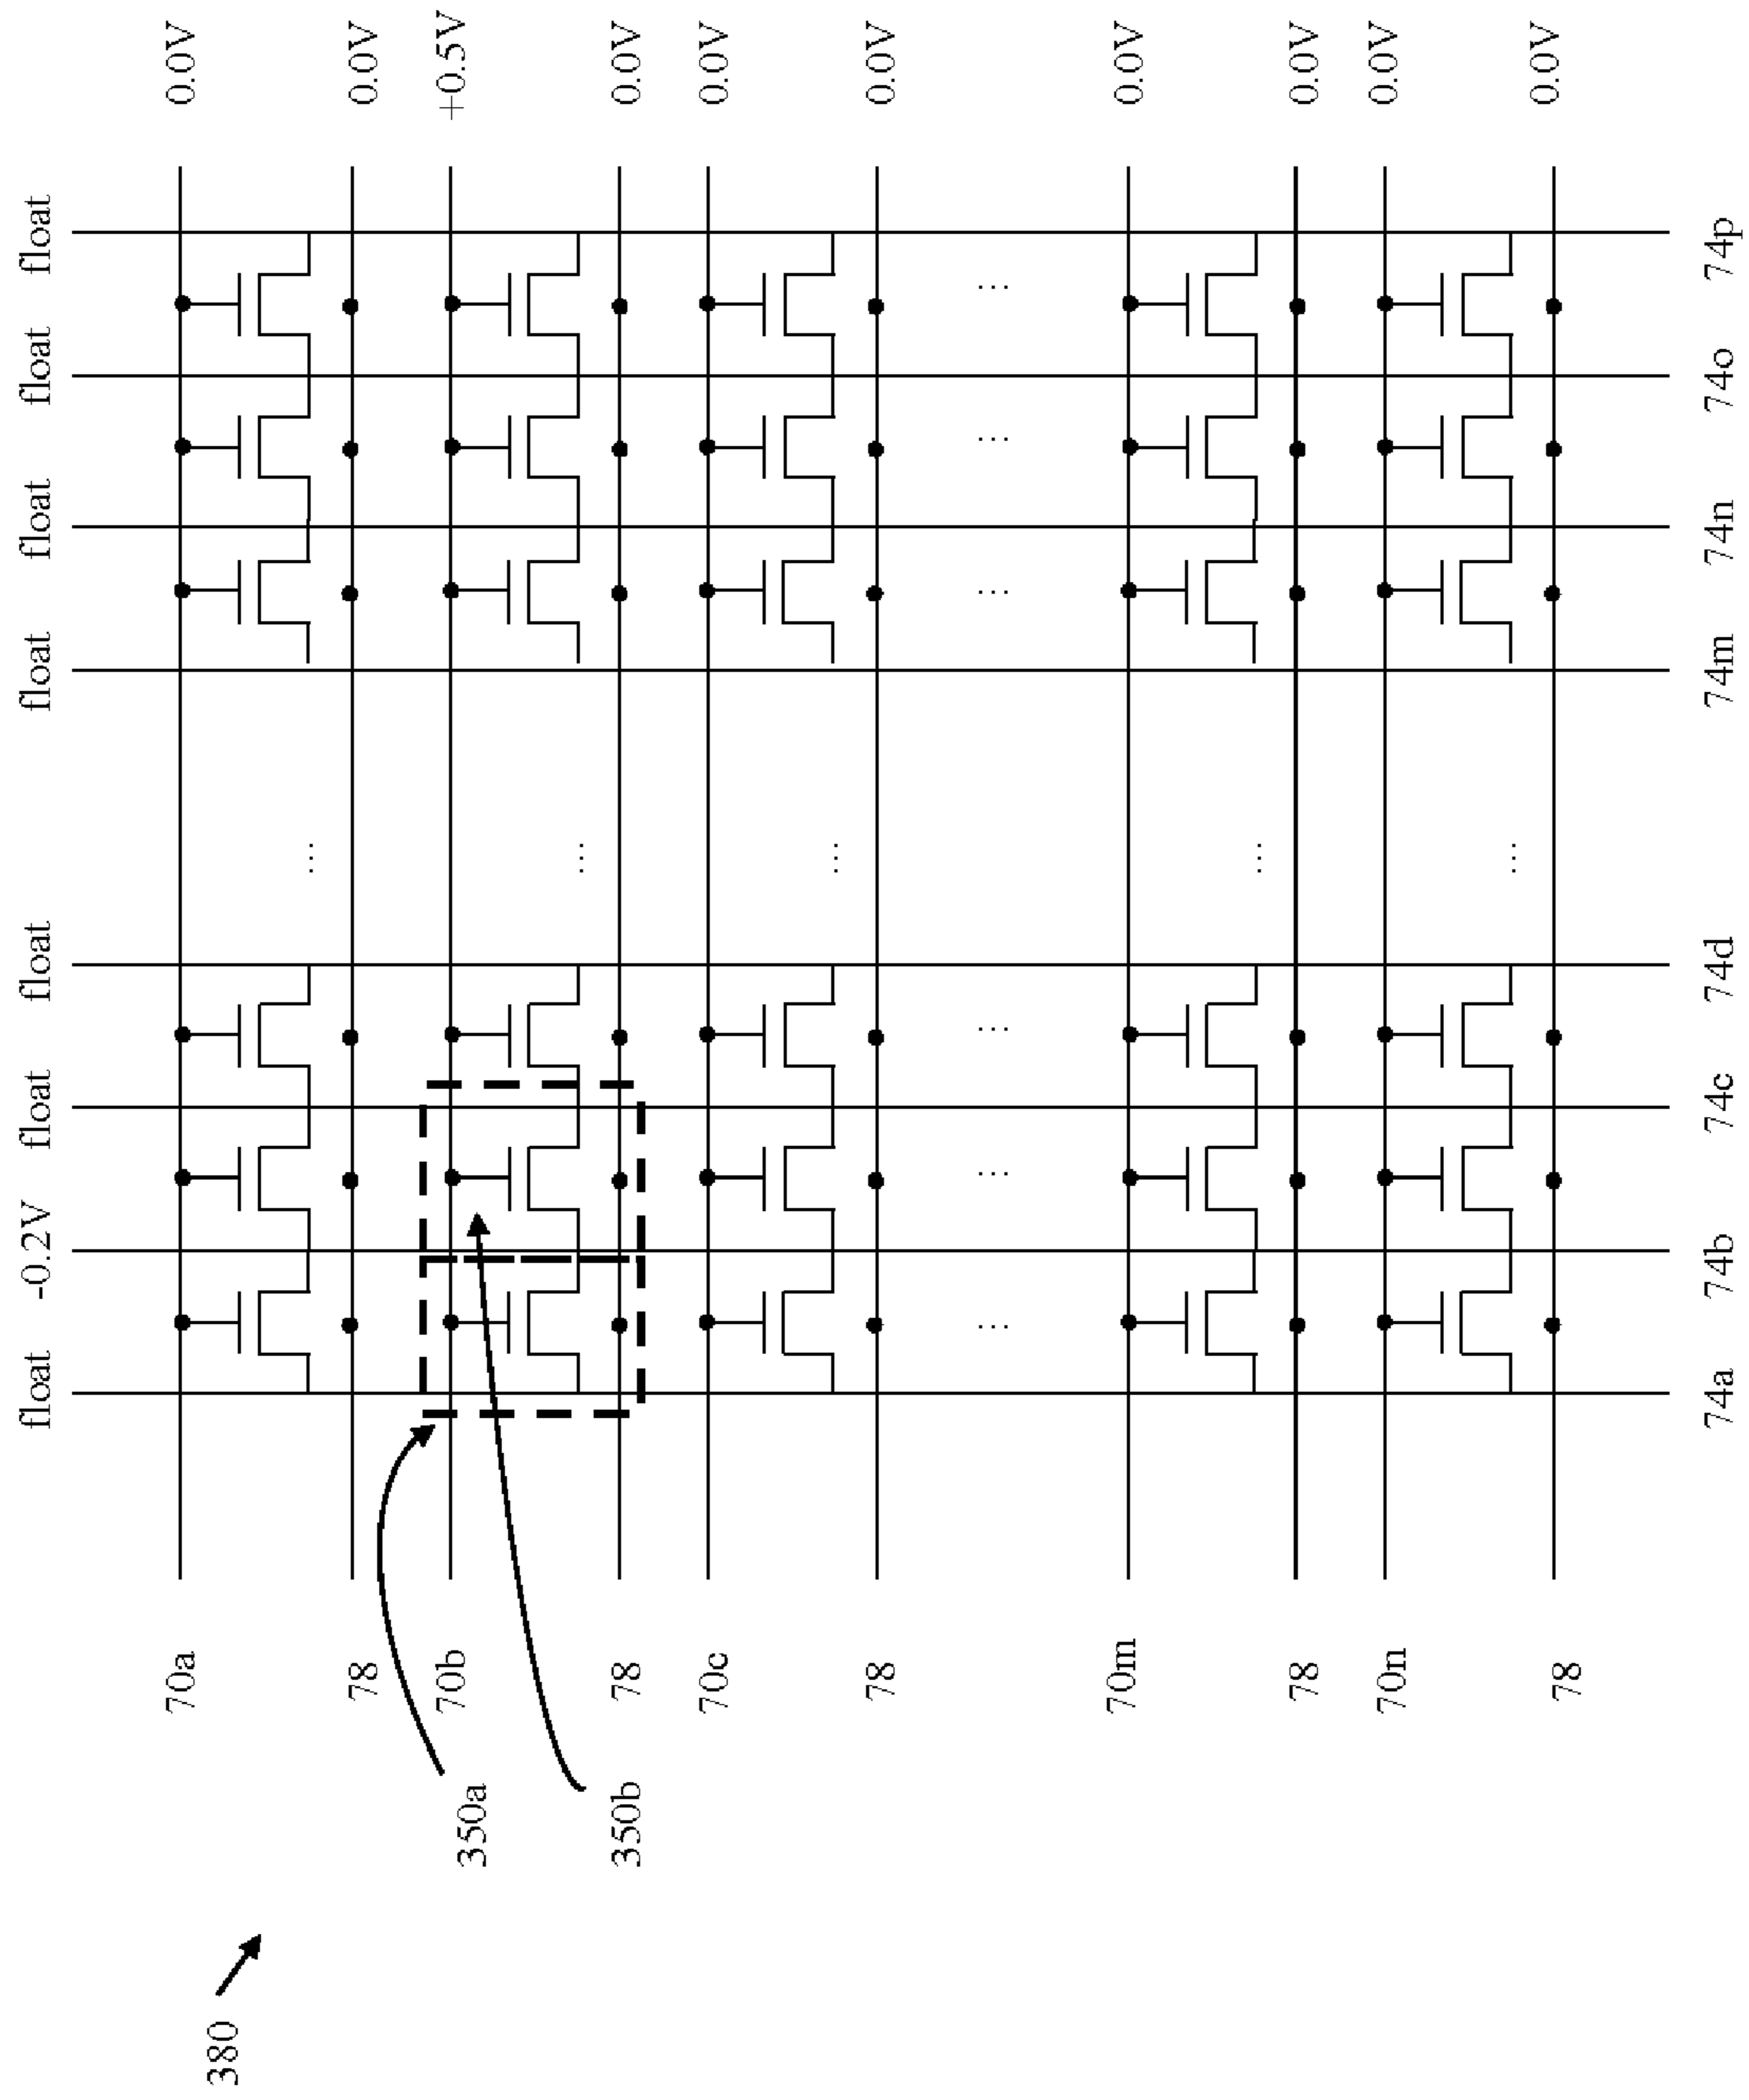 float -0.2V float float float float float float
70a 0.0V
78 0.0V
70b +0.5V
78 0.0V
70c 0.0V
78 0.0V
70m 0.0V
78 0.0V
70n 0.0V
78 0.0V
... ... ... ... ...
... ... ... ... ... ...
350a
350b
74a 74b 74c 74d 74m 74n 74o 74p
380